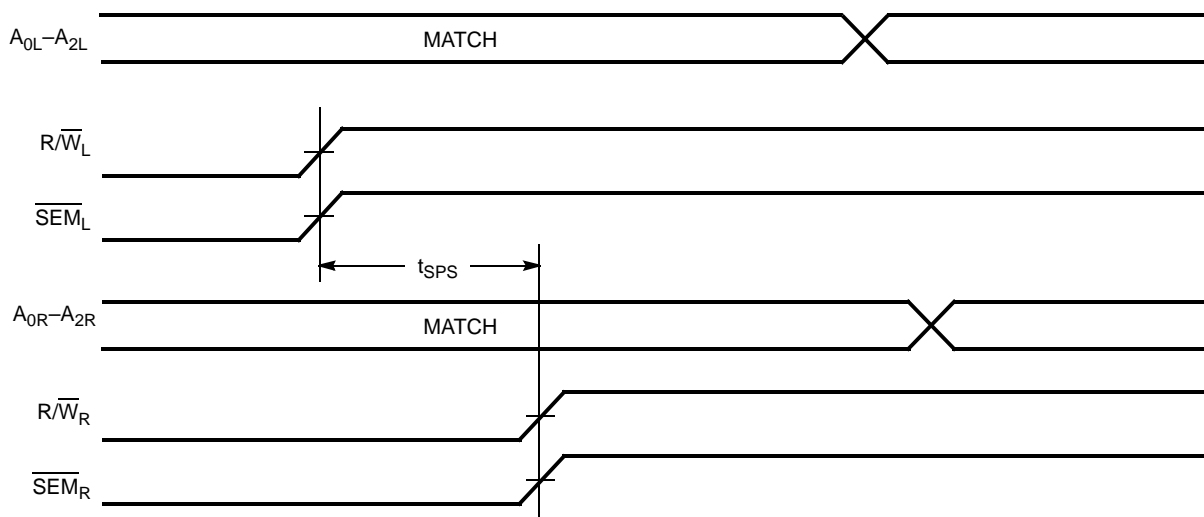 A0L–A2L
MATCH
R/W̅L
S̅E̅M̅L
tSPS
A0R–A2R
MATCH
R/W̅R
S̅E̅M̅R